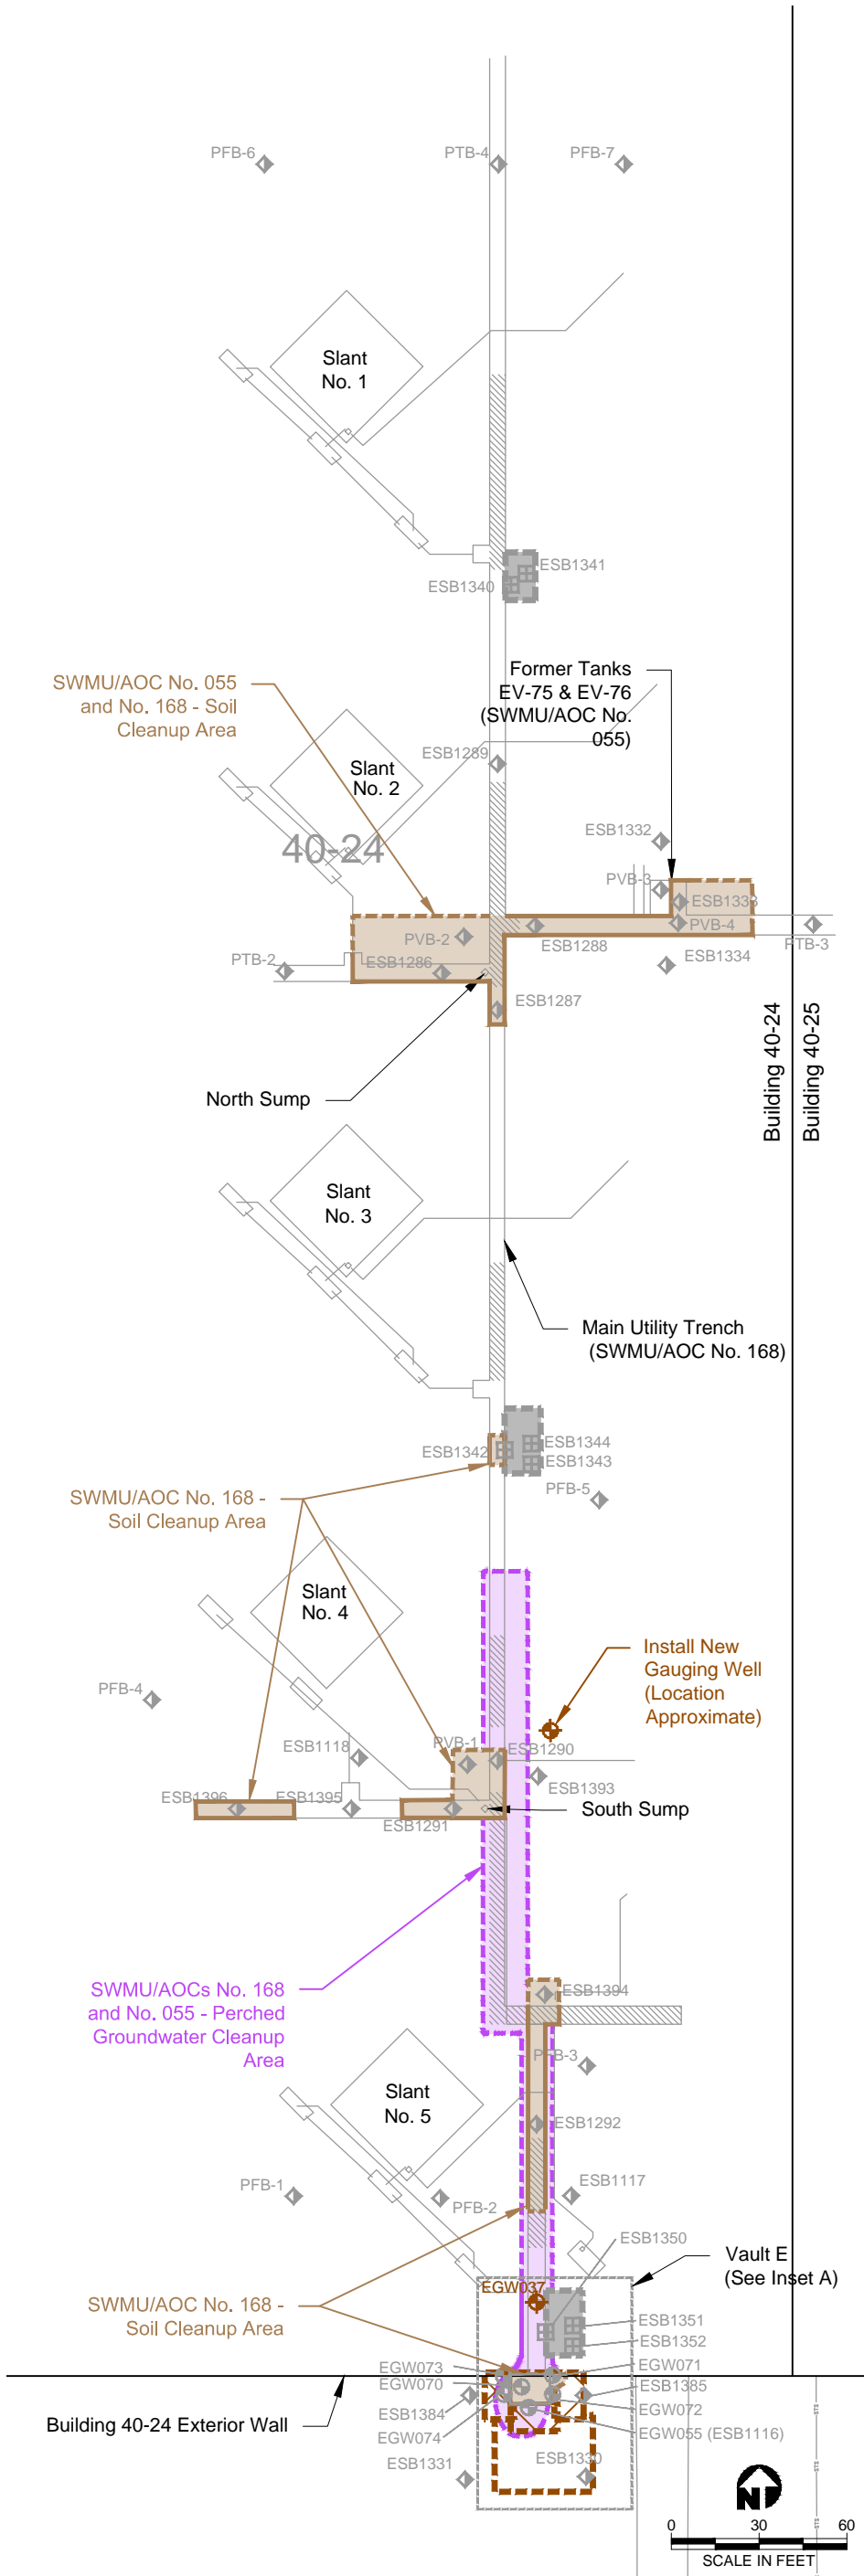 PFB-6
PTB-4
PFB-7
Slant
No. 1
ESB1341
ESB1340
SWMU/AOC No. 055
and No. 168 - Soil
Cleanup Area
Former Tanks
EV-75 & EV-76
(SWMU/AOC No.
055)
ESB1289
Slant
No. 2
40-24
ESB1332
PVB-3
ESB1333
PVB-4
PVB-2
ESB1288
PTB-3
PTB-2
ESB1286
ESB1334
ESB1287
Building 40-24
Building 40-25
North Sump
Slant
No. 3
Main Utility Trench
(SWMU/AOC No. 168)
ESB1342
ESB1344
ESB1343
PFB-5
SWMU/AOC No. 168 -
Soil Cleanup Area
Slant
No. 4
Install New
Gauging Well
(Location
Approximate)
PFB-4
ESB1118
PVB-1
ESB1290
ESB1393
ESB1396
ESB1395
ESB1291
South Sump
SWMU/AOCs No. 168
and No. 055 - Perched
Groundwater Cleanup
Area
ESB1394
PFB-3
Slant
No. 5
ESB1292
PFB-1
PFB-2
ESB1117
ESB1350
Vault E
(See Inset A)
EGW037
SWMU/AOC No. 168 -
Soil Cleanup Area
ESB1351
ESB1352
EGW073
EGW071
EGW070
ESB1385
ESB1384
EGW072
Building 40-24 Exterior Wall
EGW074
EGW055 (ESB1116)
ESB1331
ESB1330
N
0 30 60
SCALE IN FEET